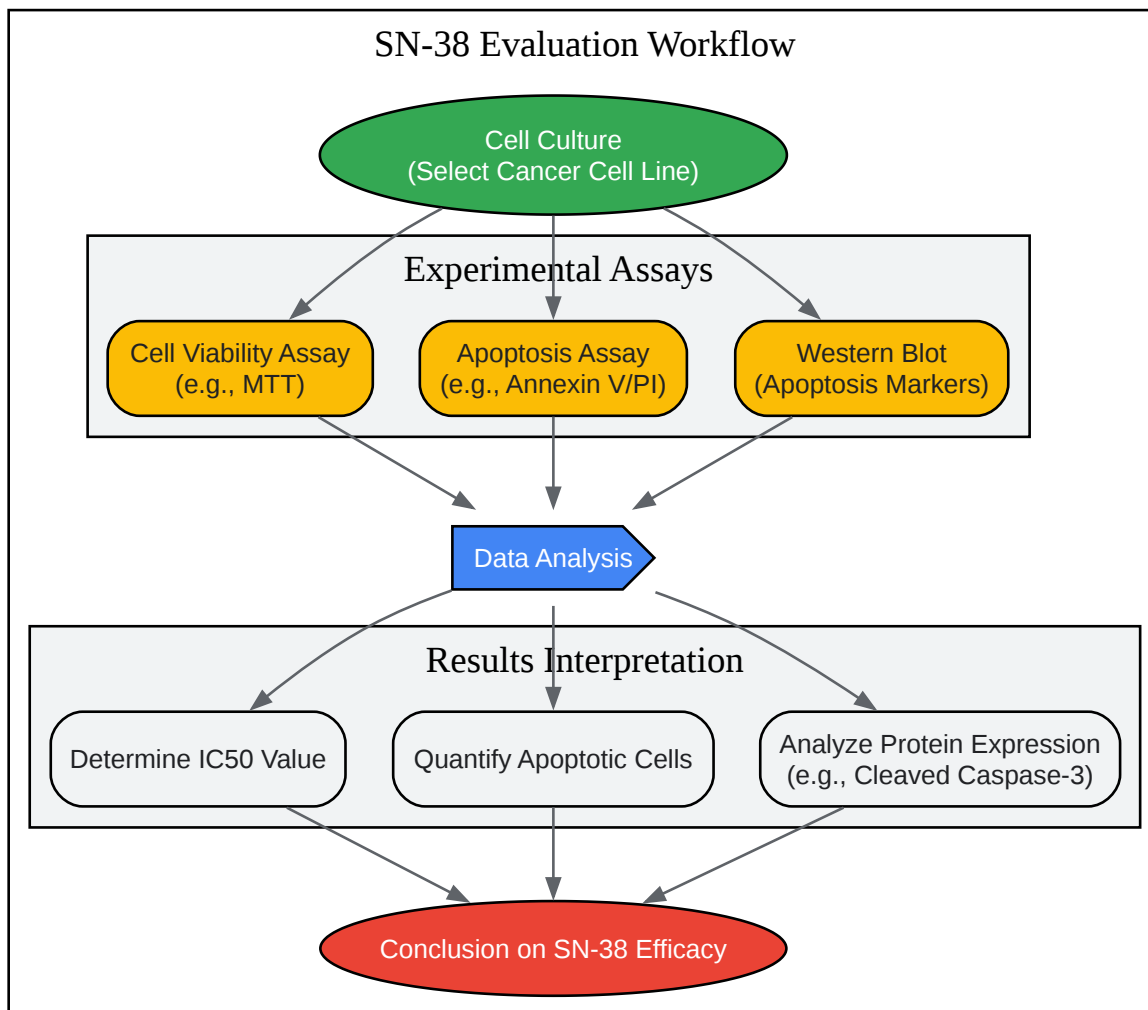 SN-38 Evaluation Workflow
Cell Culture
(Select Cancer Cell Line)
Experimental Assays
Cell Viability Assay
(e.g., MTT)
Apoptosis Assay
(e.g., Annexin V/PI)
Western Blot
(Apoptosis Markers)
Data Analysis
Results Interpretation
Determine IC50 Value
Quantify Apoptotic Cells
Analyze Protein Expression
(e.g., Cleaved Caspase-3)
Conclusion on SN-38 Efficacy